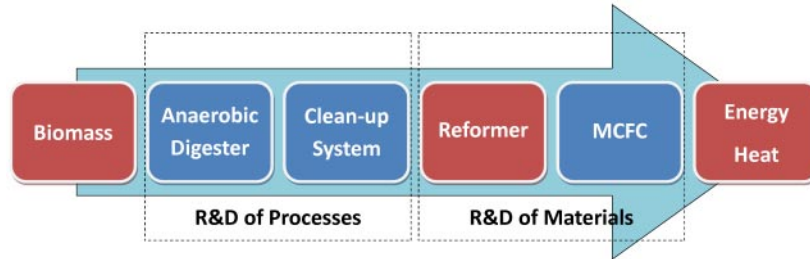 Biomass
Anaerobic
Digester
Clean-up
System
Reformer
MCFC
Energy
Heat
R&D of Processes
R&D of Materials